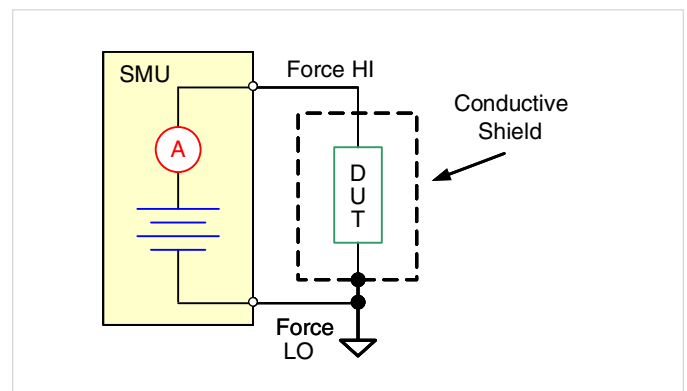 SMU
Force HI
Conductive
Shield
A
D
U
T
Force
LO